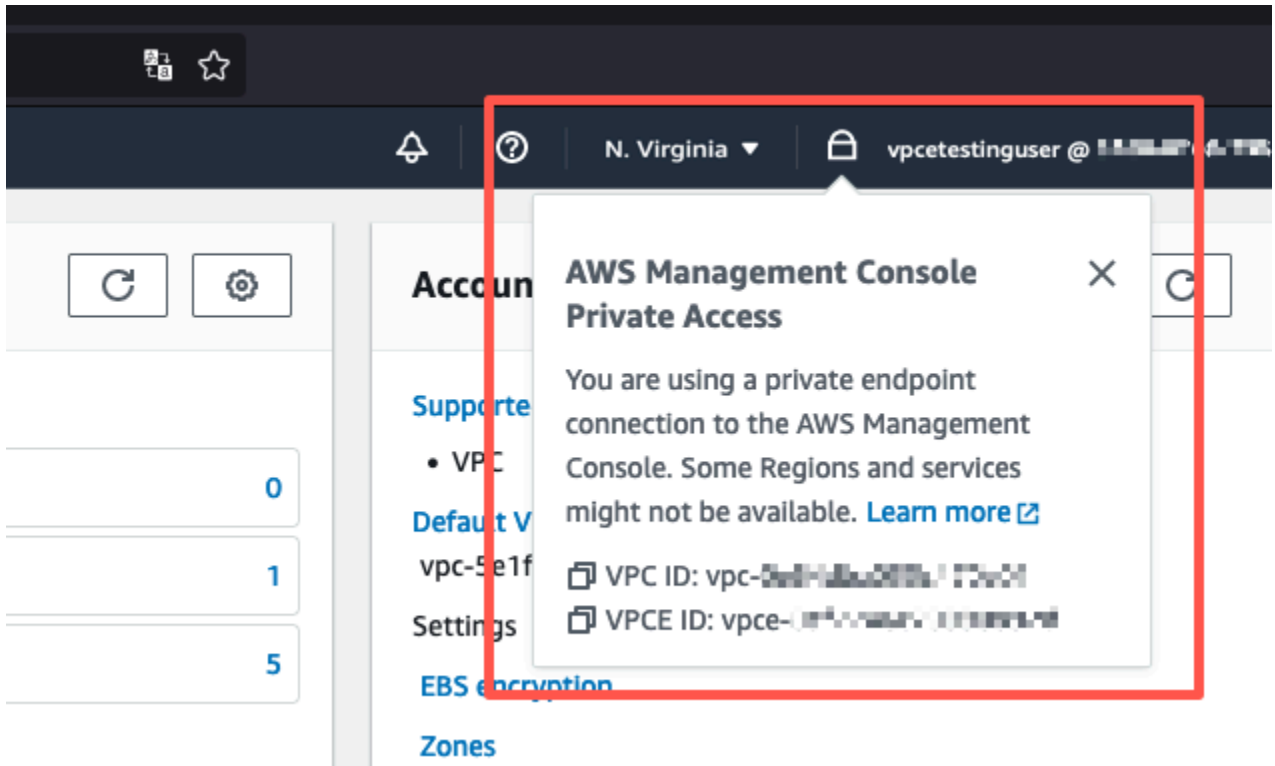 N. Virginia
vpcetestinguser @
0
1
5
Accoun
Supporte
• VPC
Default V
vpc-5e1f
Settings
EBS encryption
Zones
AWS Management Console
Private Access
You are using a private endpoint
connection to the AWS Management
Console. Some Regions and services
might not be available. Learn more
VPC ID: vpc-
VPCE ID: vpce-